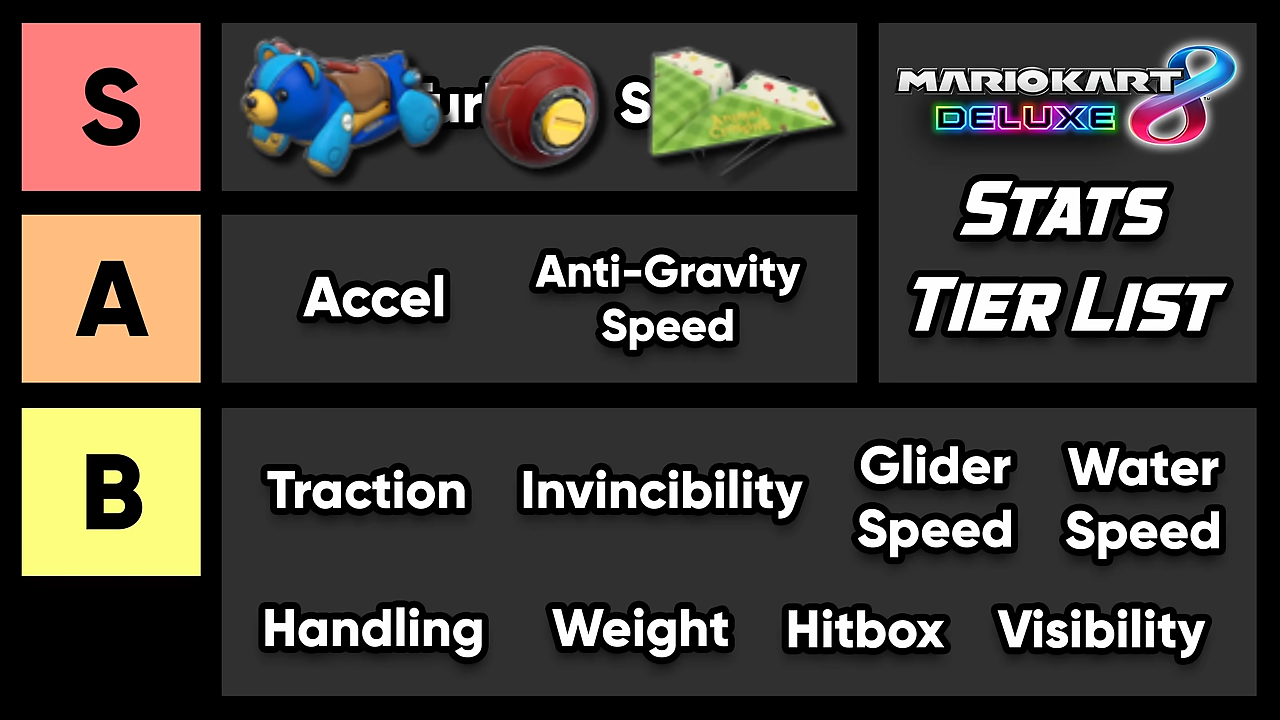 S
A
Accel
Anti-Gravity
Speed
MARIOKART 8
DELUXE
STATS
TIER LIST
B
Traction
Invincibility
Glider
Speed
Water
Speed
Handling
Weight
Hitbox
Visibility